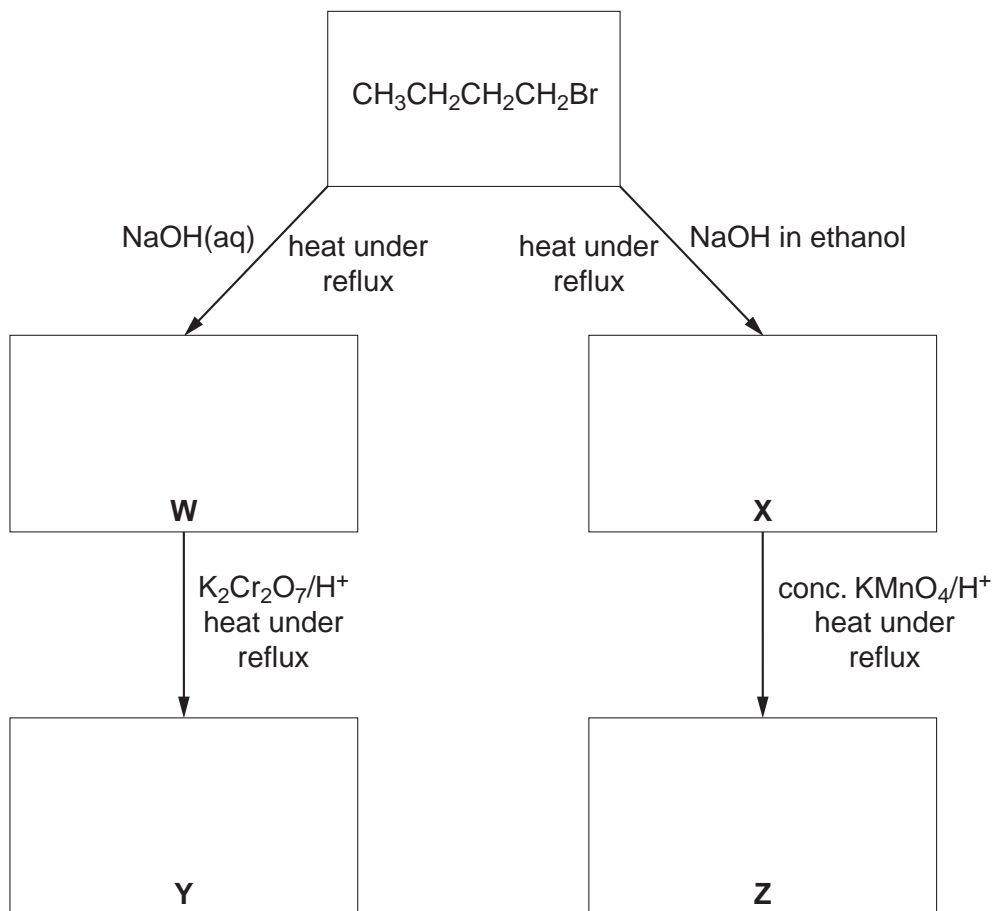 CH₃CH₂CH₂CH₂Br
NaOH(aq)
heat under
reflux
heat under
reflux
NaOH in ethanol
W
X
K₂Cr₂O₇/H⁺
heat under
reflux
conc. KMnO₄/H⁺
heat under
reflux
Y
Z